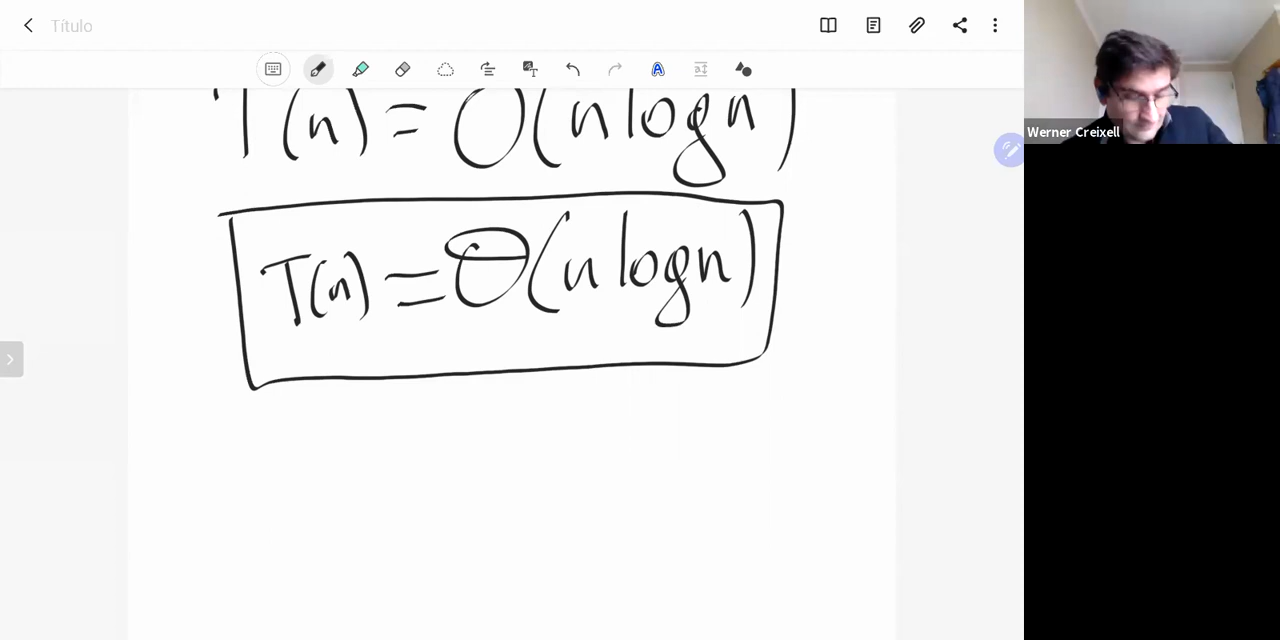 Título
T(n) = O(n log n)
Werner Creixell
T(n) = Θ(n log n)